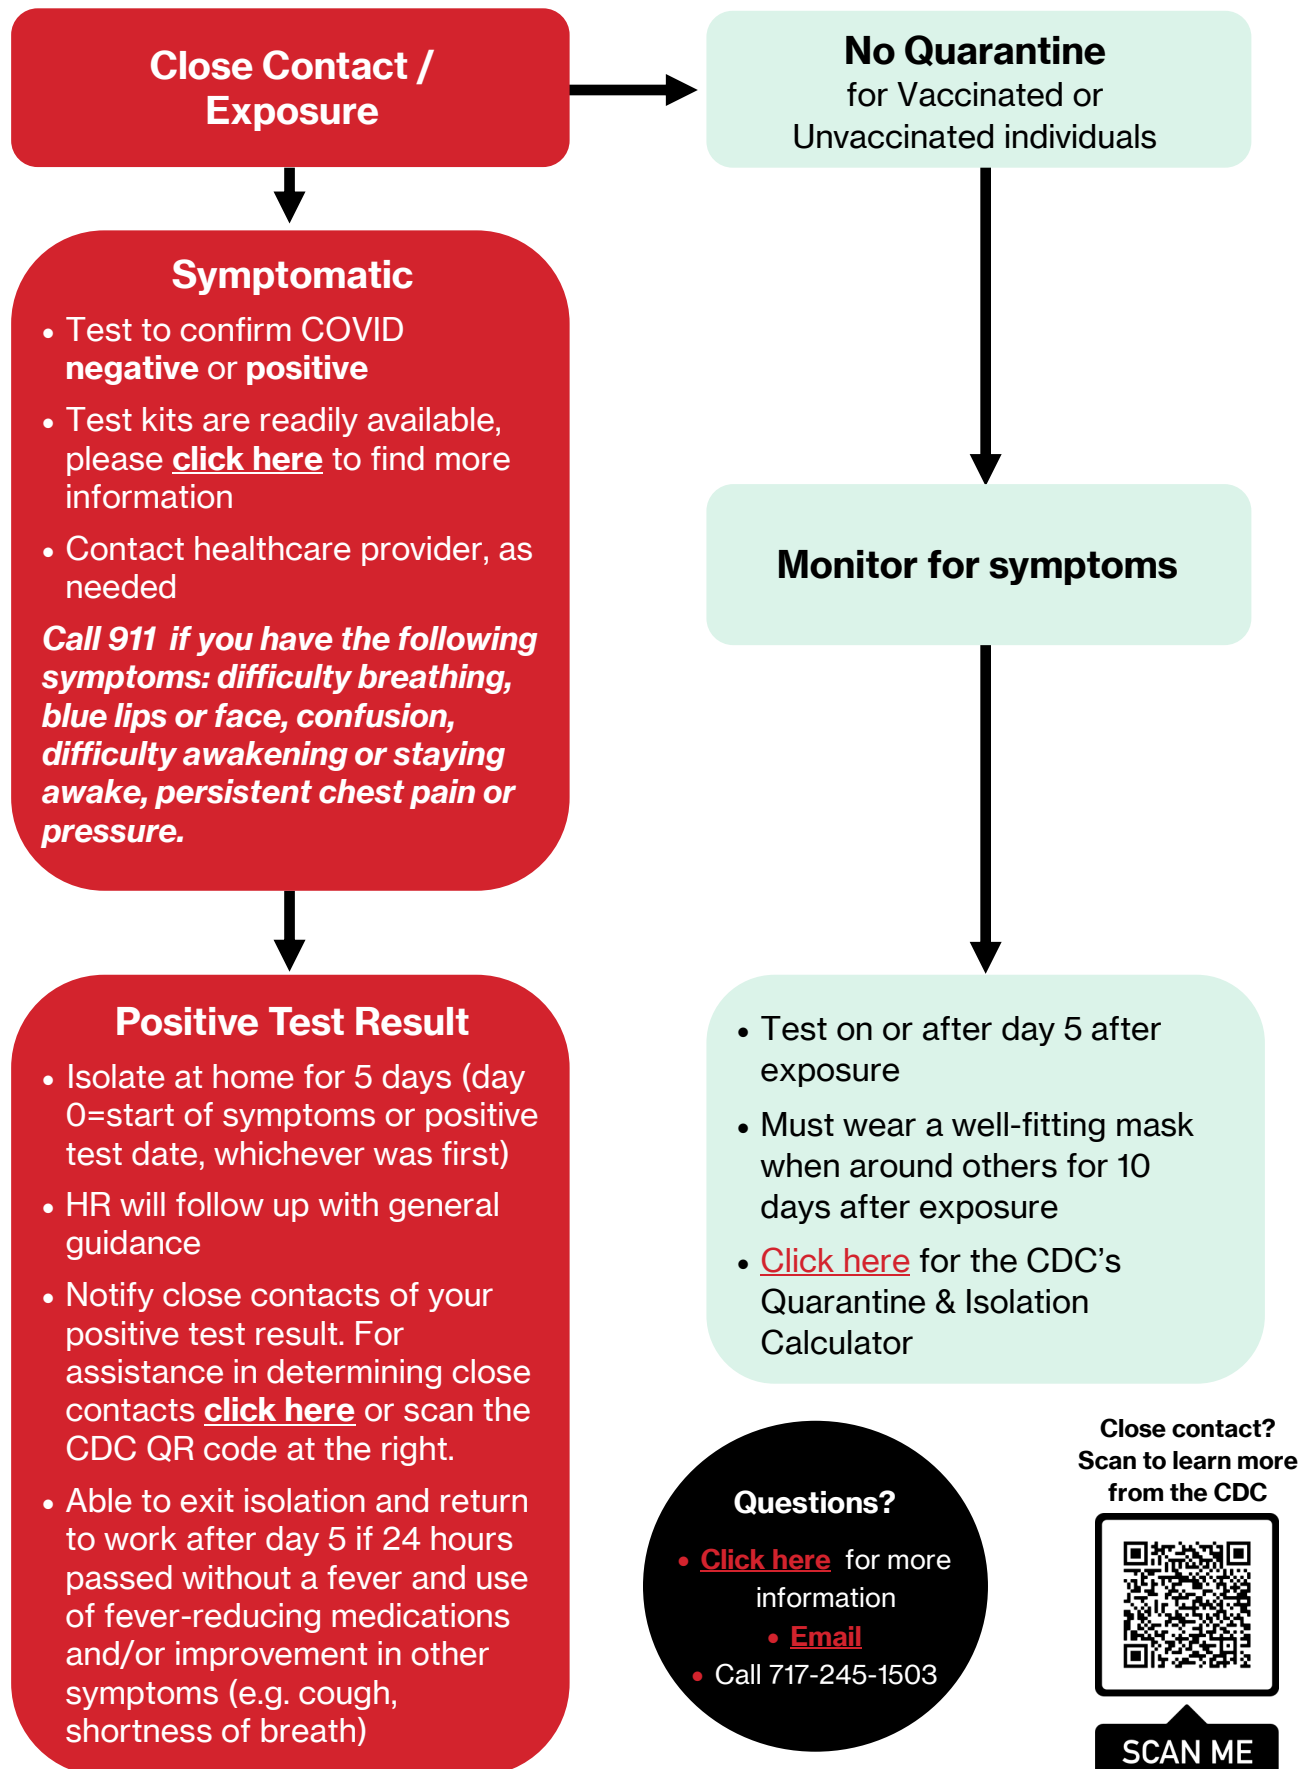 Close Contact /
Exposure
No Quarantine
for Vaccinated or
Unvaccinated individuals
Symptomatic
• Test to confirm COVID
negative or positive
• Test kits are readily available,
please click here to find more
information
• Contact healthcare provider, as
needed
Call 911 if you have the following
symptoms: difficulty breathing,
blue lips or face, confusion,
difficulty awakening or staying
awake, persistent chest pain or
pressure.
Monitor for symptoms
Positive Test Result
• Isolate at home for 5 days (day
0=start of symptoms or positive
test date, whichever was first)
• HR will follow up with general
guidance
• Notify close contacts of your
positive test result. For
assistance in determining close
contacts click here or scan the
CDC QR code at the right.
• Able to exit isolation and return
to work after day 5 if 24 hours
passed without a fever and use
of fever-reducing medications
and/or improvement in other
symptoms (e.g. cough,
shortness of breath)
• Test on or after day 5 after
exposure
• Must wear a well-fitting mask
when around others for 10
days after exposure
• Click here for the CDC's
Quarantine & Isolation
Calculator
Questions?
• Click here for more
information
• Email
• Call 717-245-1503
Close contact?
Scan to learn more
from the CDC
SCAN ME